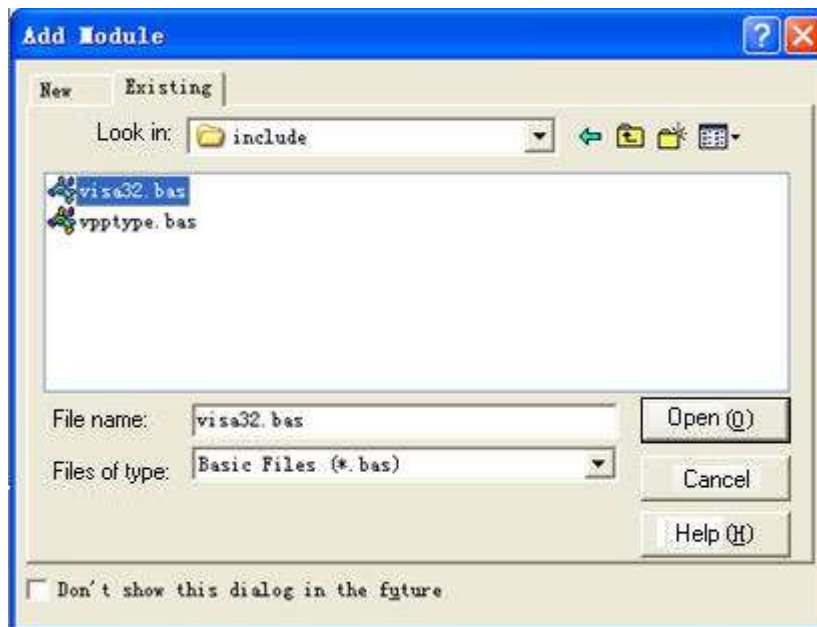 Add Module
New Existing
Look in: include
visa32.bas
vpptype.bas
File name: visa32.bas Open (O)
Files of type: Basic Files (*.bas)
Cancel
Help (H)
Don't show this dialog in the future